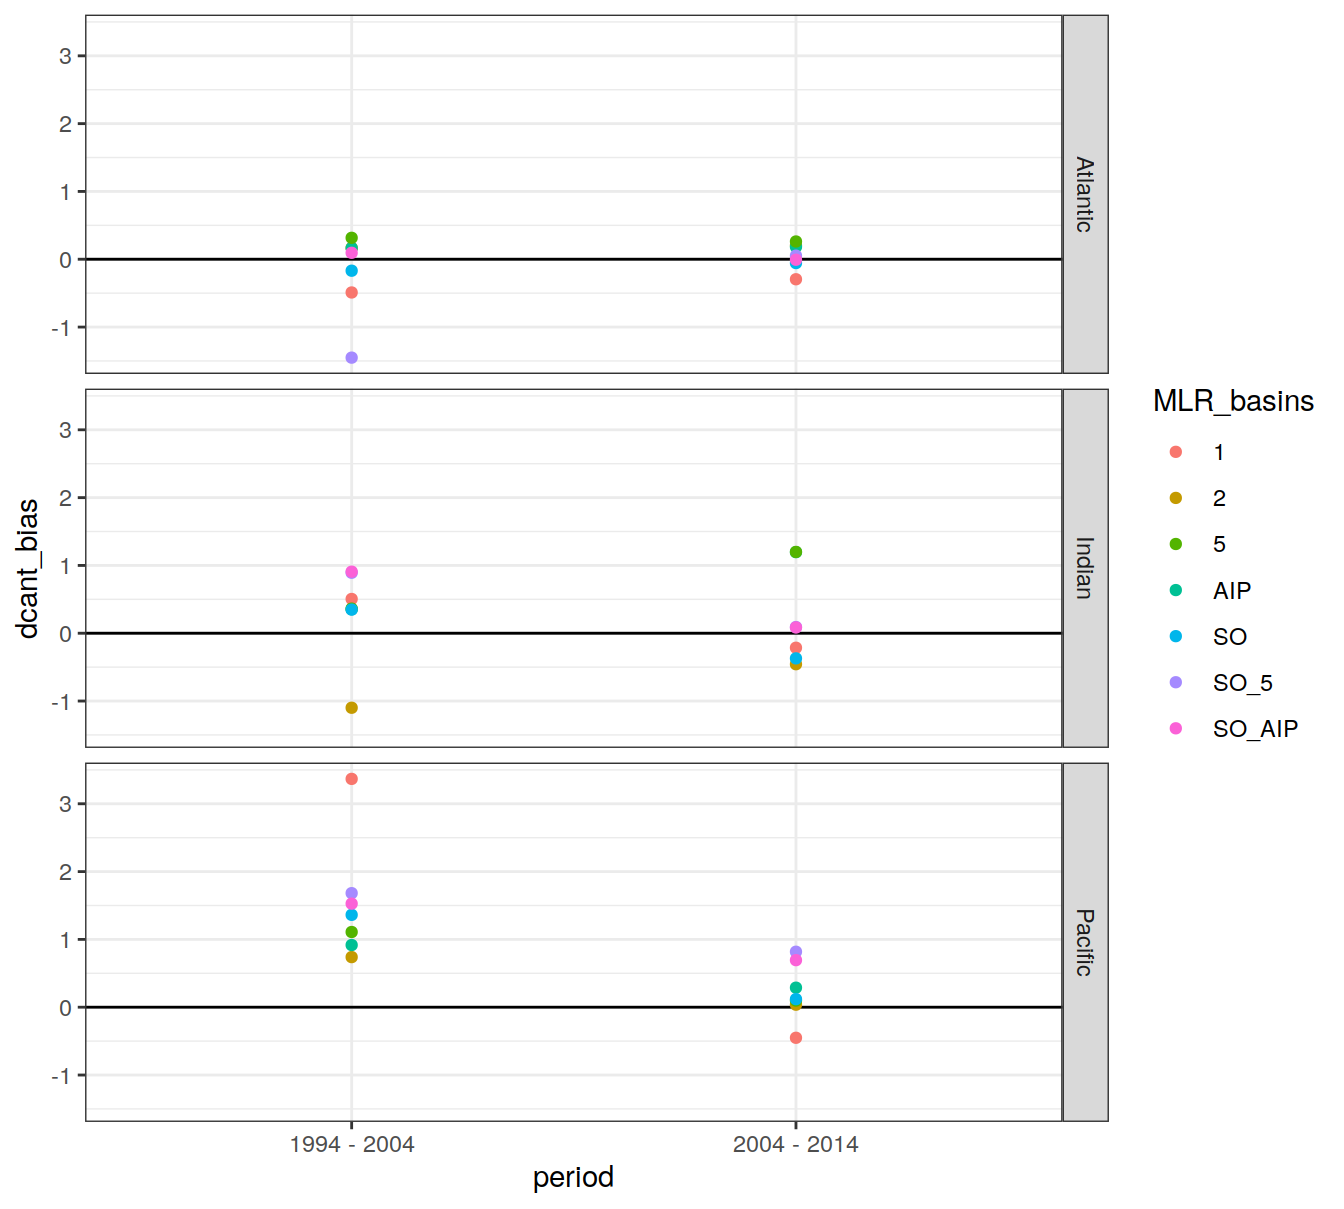 3
2
1
0
-1
Atlantic
3
2
1
0
-1
Indian
3
2
1
0
-1
Pacific
dcant_bias
1994 - 2004
2004 - 2014
period
MLR_basins
1
2
5
AIP
SO
SO_5
SO_AIP